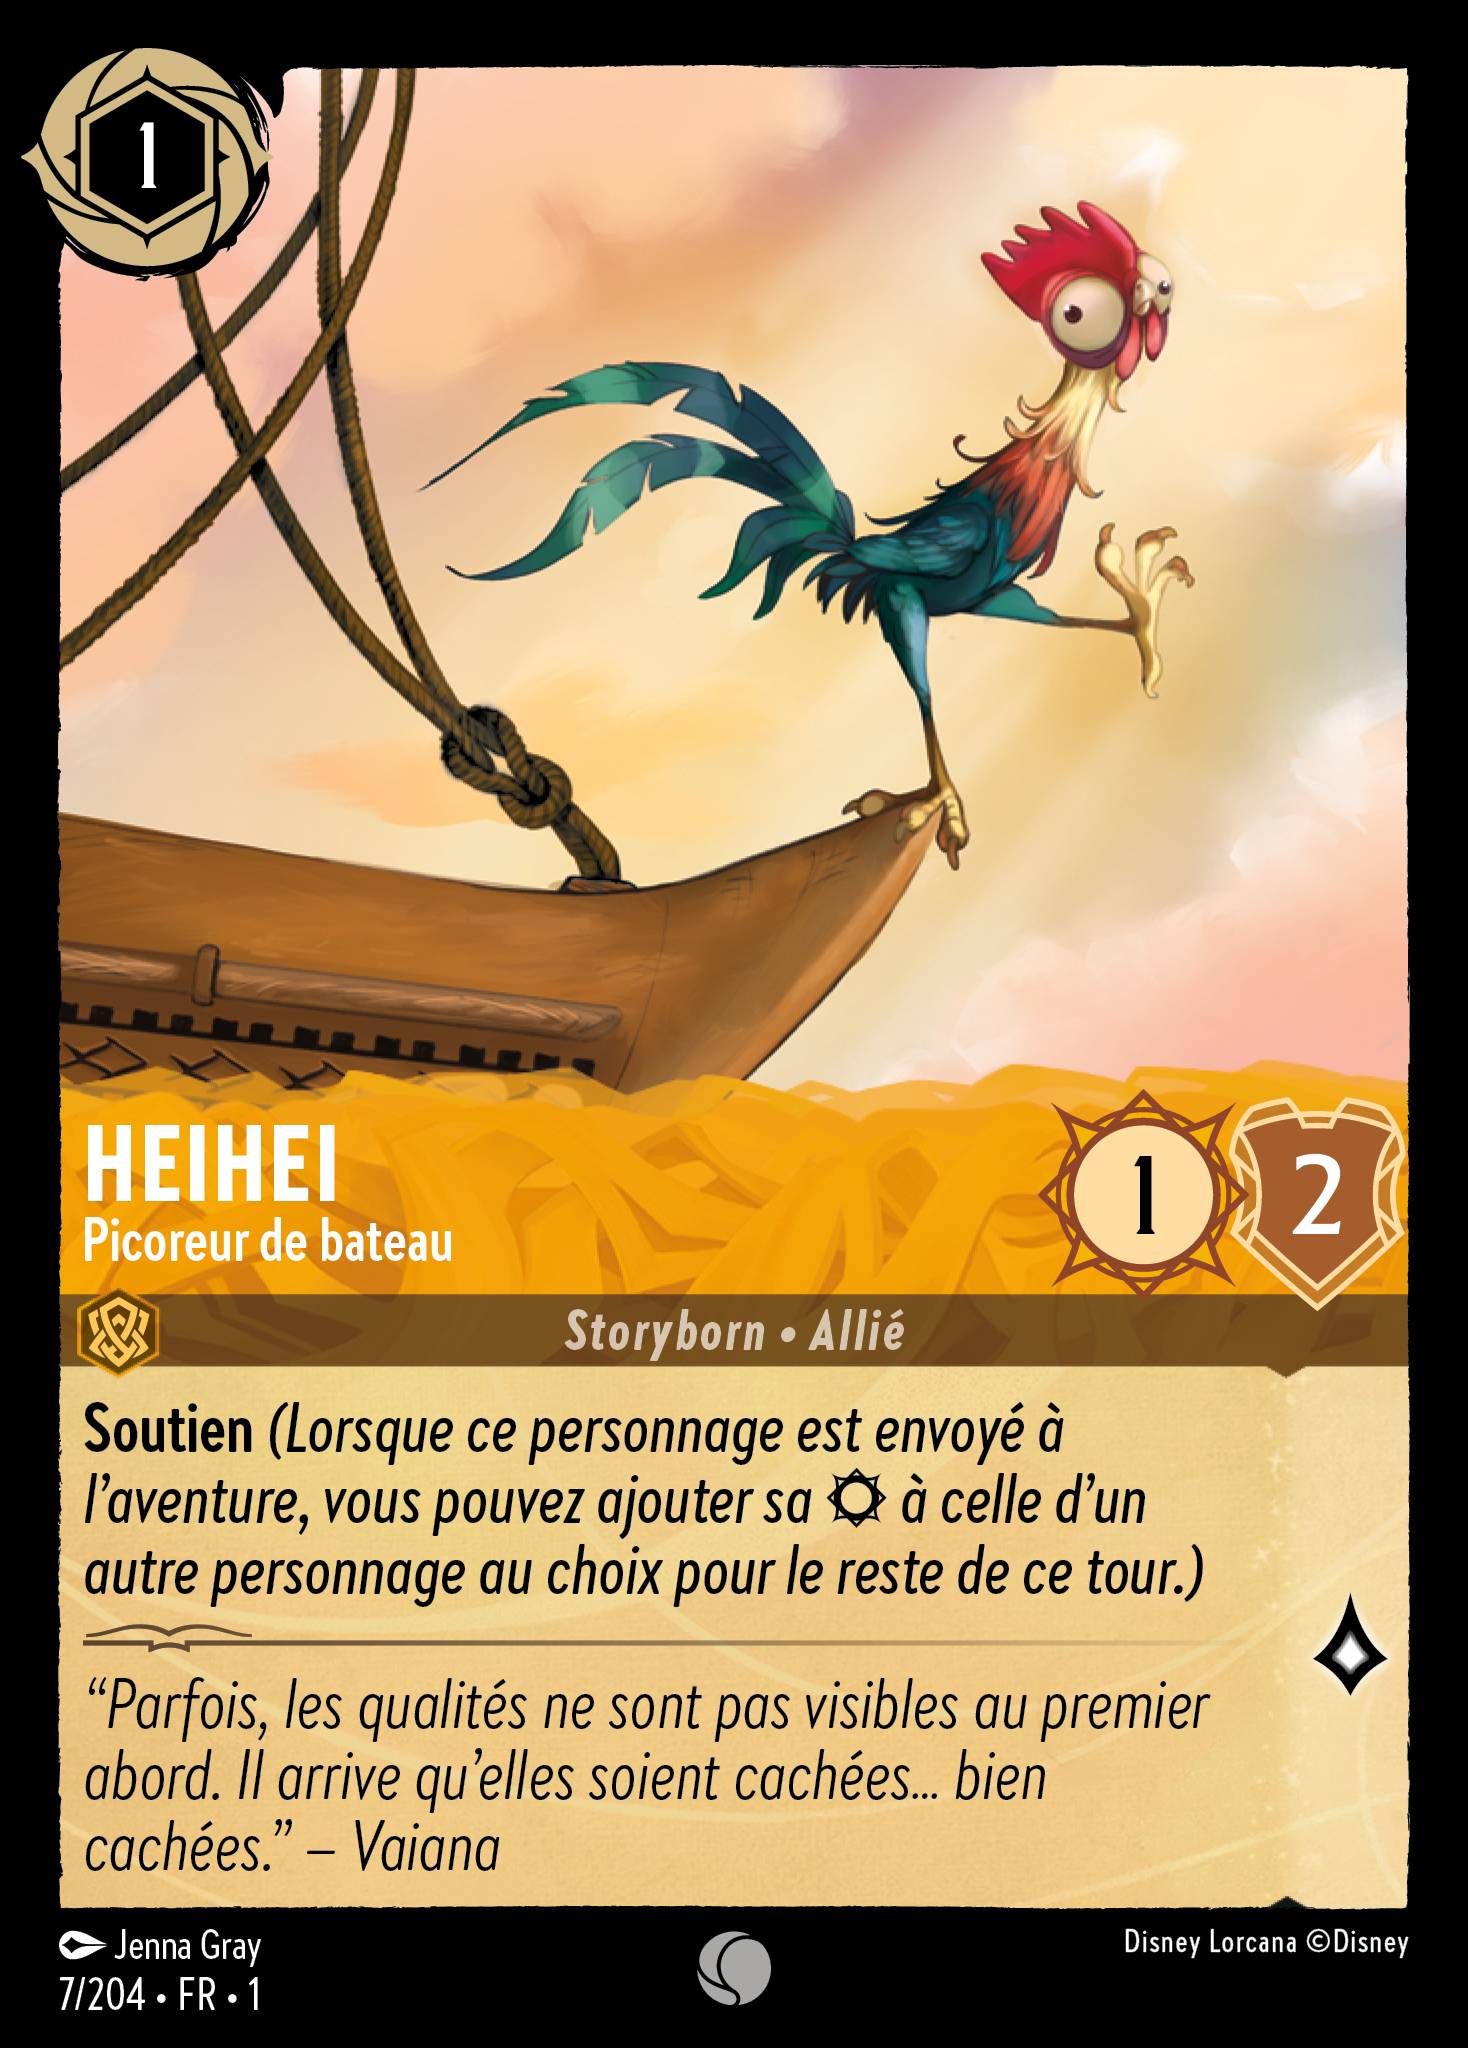 1
HEIHEI
Picoreur de bateau
1
2
Storyborn • Allié
Soutien (Lorsque ce personnage est envoyé à
l’aventure, vous pouvez ajouter sa à celle d’un
autre personnage au choix pour le reste de ce tour.)
“Parfois, les qualités ne sont pas visibles au premier
abord. Il arrive qu’elles soient cachées... bien
cachées.” – Vaiana
Jenna Gray
7/204 • FR • 1
Disney Lorcana ©Disney